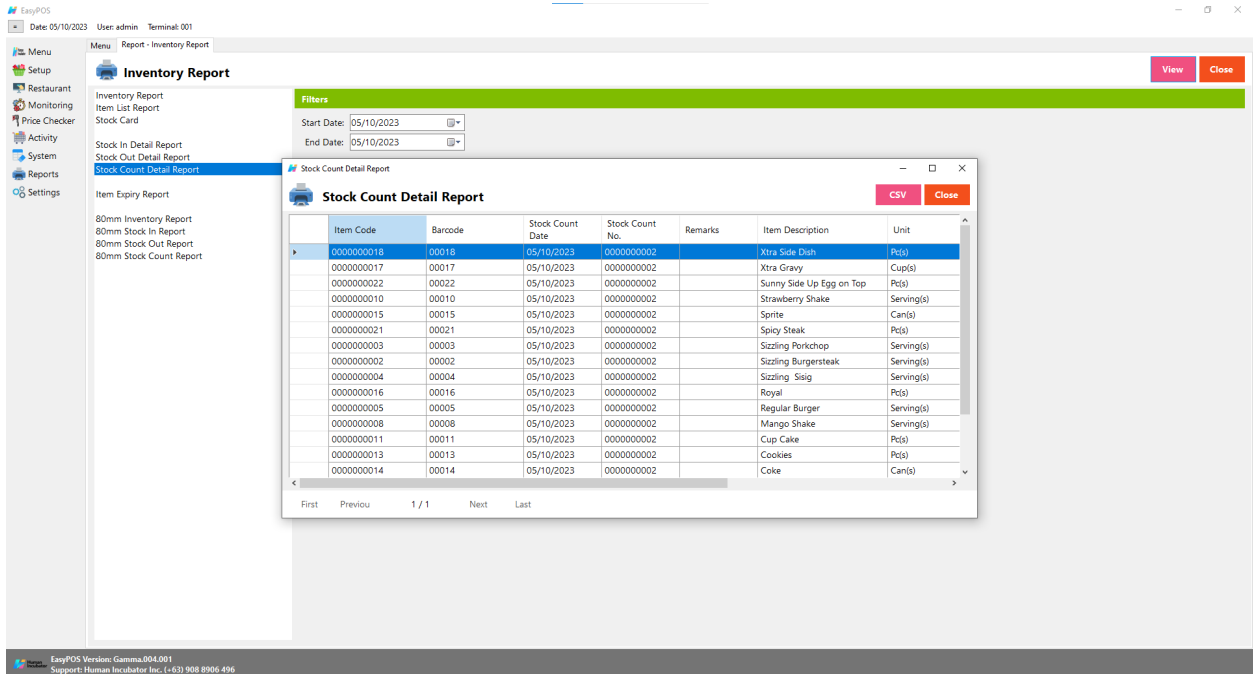 EasyPOS
Date: 05/10/2023 User: admin Terminal: 001
Menu
Setup
Restaurant
Monitoring
Price Checker
Activity
System
Reports
Settings
Menu Report - Inventory Report
Inventory Report
View Close
Inventory Report
Item List Report
Stock Card
Stock In Detail Report
Stock Out Detail Report
Stock Count Detail Report
Item Expiry Report
80mm Inventory Report
80mm Stock In Report
80mm Stock Out Report
80mm Stock Count Report
Filters
Start Date: 05/10/2023
End Date: 05/10/2023
Stock Count Detail Report
Stock Count Detail Report
CSV Close
Item Code Barcode Stock Count Date Stock Count No. Remarks Item Description Unit
0000000018 00018 05/10/2023 0000000002 Xtra Side Dish Pc(s)
0000000017 00017 05/10/2023 0000000002 Xtra Gravy Cup(s)
0000000022 00022 05/10/2023 0000000002 Sunny Side Up Egg on Top Pc(s)
0000000010 00010 05/10/2023 0000000002 Strawberry Shake Serving(s)
0000000015 00015 05/10/2023 0000000002 Sprite Can(s)
0000000021 00021 05/10/2023 0000000002 Spicy Steak Pc(s)
0000000003 00003 05/10/2023 0000000002 Sizzling Porkchop Serving(s)
0000000002 00002 05/10/2023 0000000002 Sizzling Burgersteak Serving(s)
0000000004 00004 05/10/2023 0000000002 Sizzling Sisig Serving(s)
0000000016 00016 05/10/2023 0000000002 Royal Pc(s)
0000000005 00005 05/10/2023 0000000002 Regular Burger Serving(s)
0000000008 00008 05/10/2023 0000000002 Mango Shake Serving(s)
0000000011 00011 05/10/2023 0000000002 Cup Cake Pc(s)
0000000013 00013 05/10/2023 0000000002 Cookies Pc(s)
0000000014 00014 05/10/2023 0000000002 Coke Can(s)
First Previou 1 / 1 Next Last
Human Incubator
EasyPOS Version: Gamma.004.001
Support: Human Incubator Inc. (+63) 908 8906 496